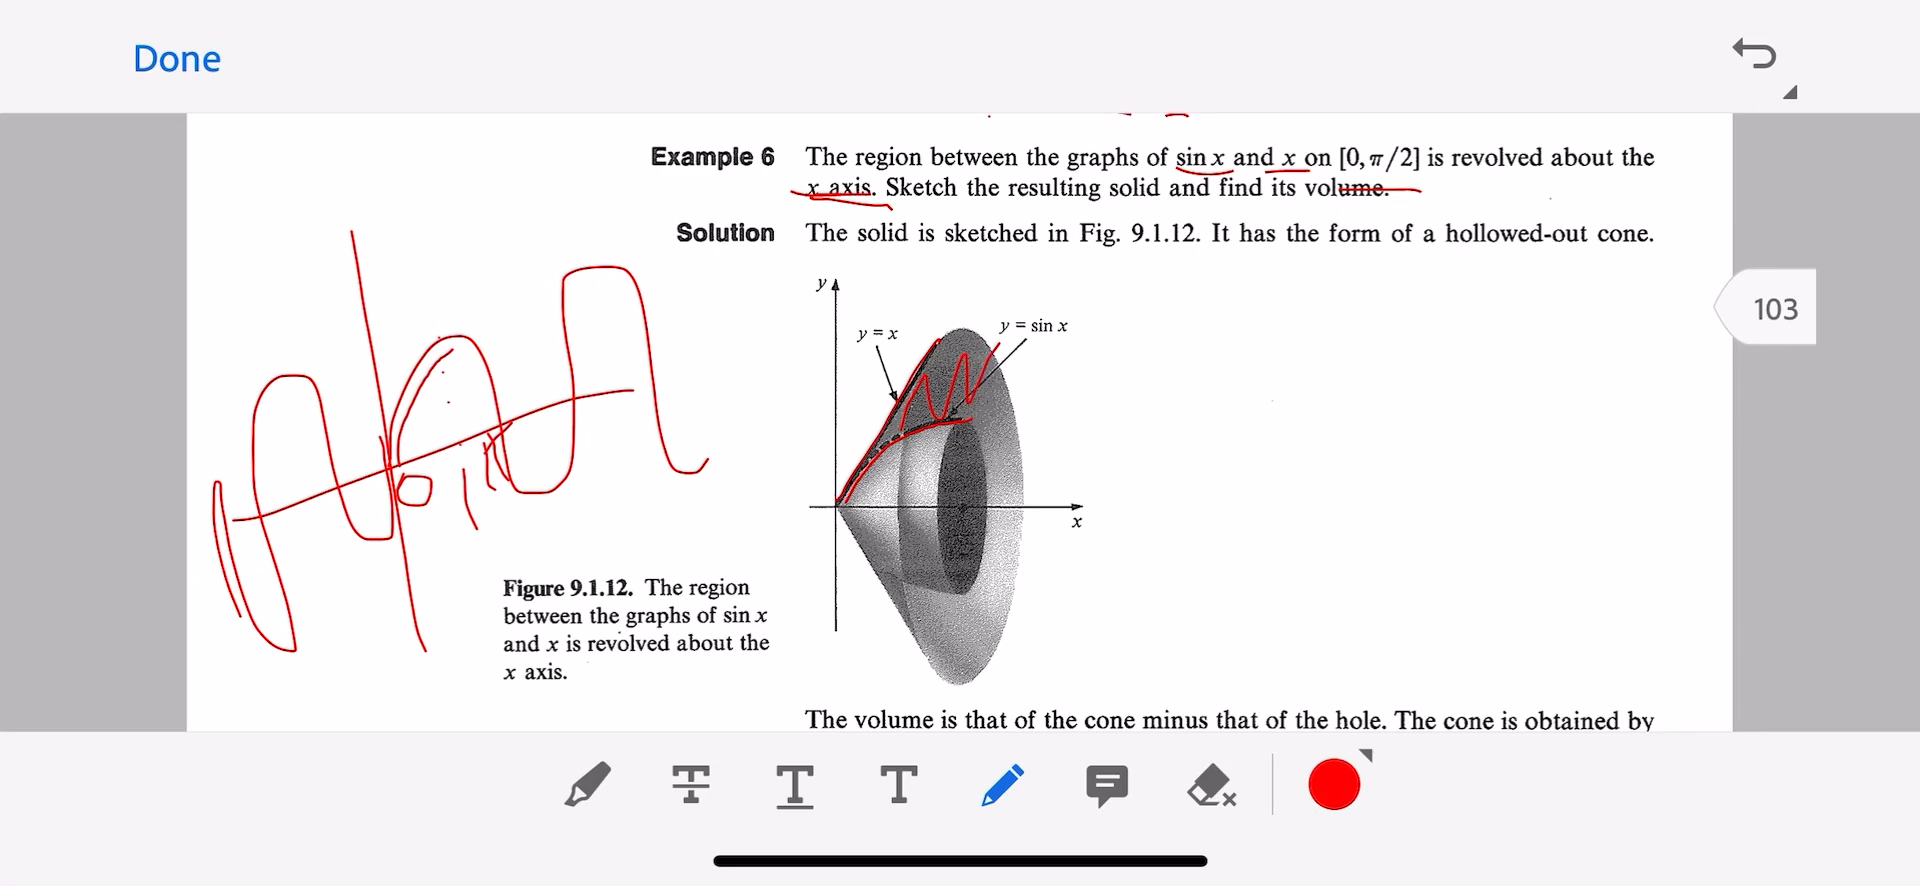 Done
Example 6 The region between the graphs of sin x and x on [0, π/2] is revolved about the
x axis. Sketch the resulting solid and find its volume.
Solution The solid is sketched in Fig. 9.1.12. It has the form of a hollowed-out cone.
103
y
y = x
y = sin x
x
0
Figure 9.1.12. The region
between the graphs of sin x
and x is revolved about the
x axis.
The volume is that of the cone minus that of the hole. The cone is obtained by
T
T
T